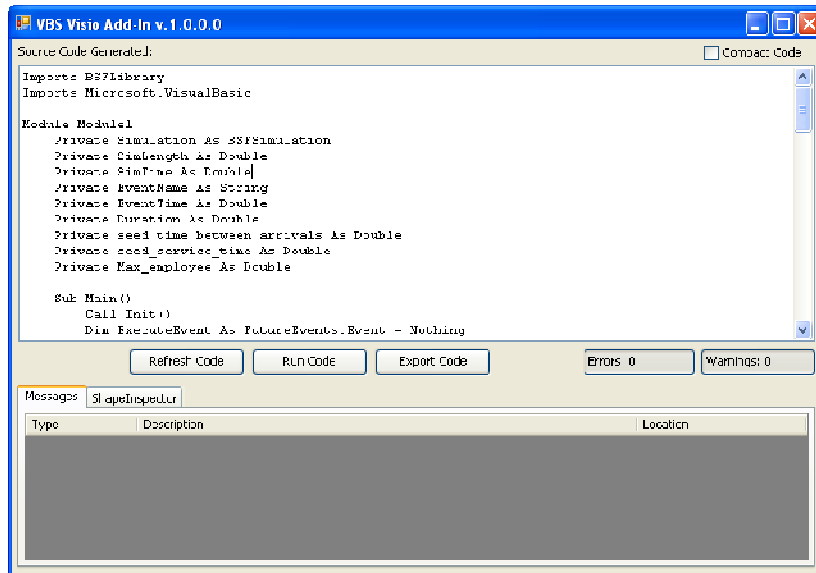 VBS Visio Add-In v.1.0.0.0
Source Code Generated:
Compact Code
Imports BSFLibrary
Imports Microsoft.VisualBasic
Module Module1
Private Simulation As BSFSimulation
Private SimLength As Double
Private SimTime As Double
Private EventName As String
Private EventTime As Double
Private Duration As Double
Private seed_time_between_arrivals As Double
Private seed_service_time As Double
Private Max_employee As Double
Sub Main()
Call Init()
Dim ExecuteEvent As FutureEvents.Event = Nothing
Refresh Code
Run Code
Export Code
Errors: 0
Warnings: 0
Messages
ShapeInspector
Type Description Location